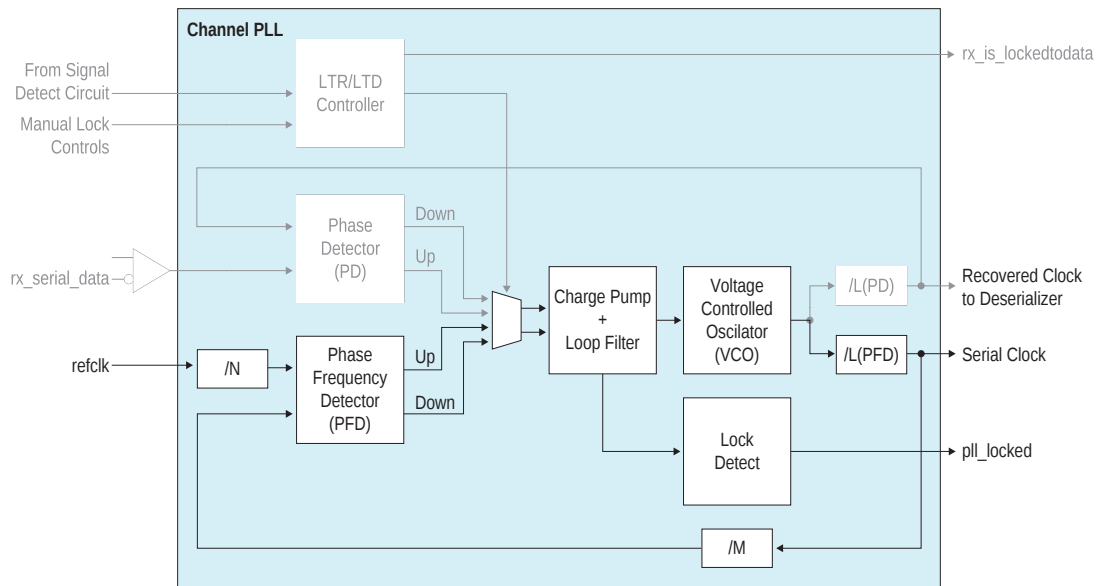 Channel PLL
From Signal
Detect Circuit
Manual Lock
Controls
LTR/LTD
Controller
rx_is_lockedtodata
rx_serial_data
Phase
Detector
(PD)
Down
Up
refclk
/N
Phase
Frequency
Detector
(PFD)
Up
Down
Charge Pump
+
Loop Filter
Voltage
Controlled
Oscilator
(VCO)
/L(PD)
Recovered Clock
to Deserializer
/L(PFD)
Serial Clock
Lock
Detect
pll_locked
/M